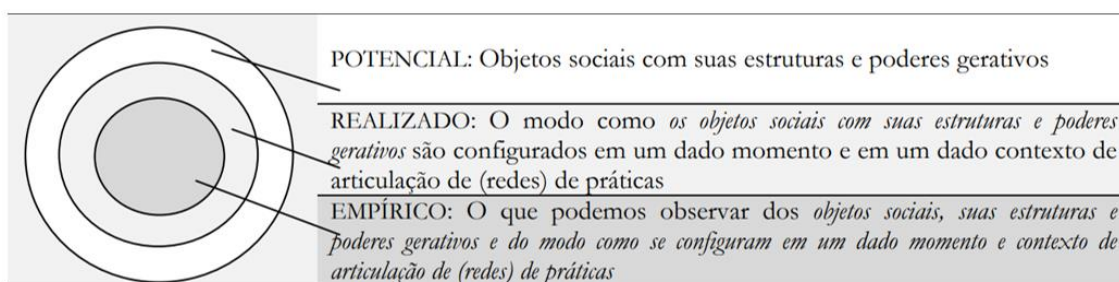 POTENCIAL: Objetos sociais com suas estruturas e poderes gerativos
REALIZADO: O modo como os objetos sociais com suas estruturas e poderes
gerativos são configurados em um dado momento e em um dado contexto de
articulação de (redes) de práticas
EMPÍRICO: O que podemos observar dos objetos sociais, suas estruturas e
poderes gerativos e do modo como se configuram em um dado momento e contexto de
articulação de (redes) de práticas